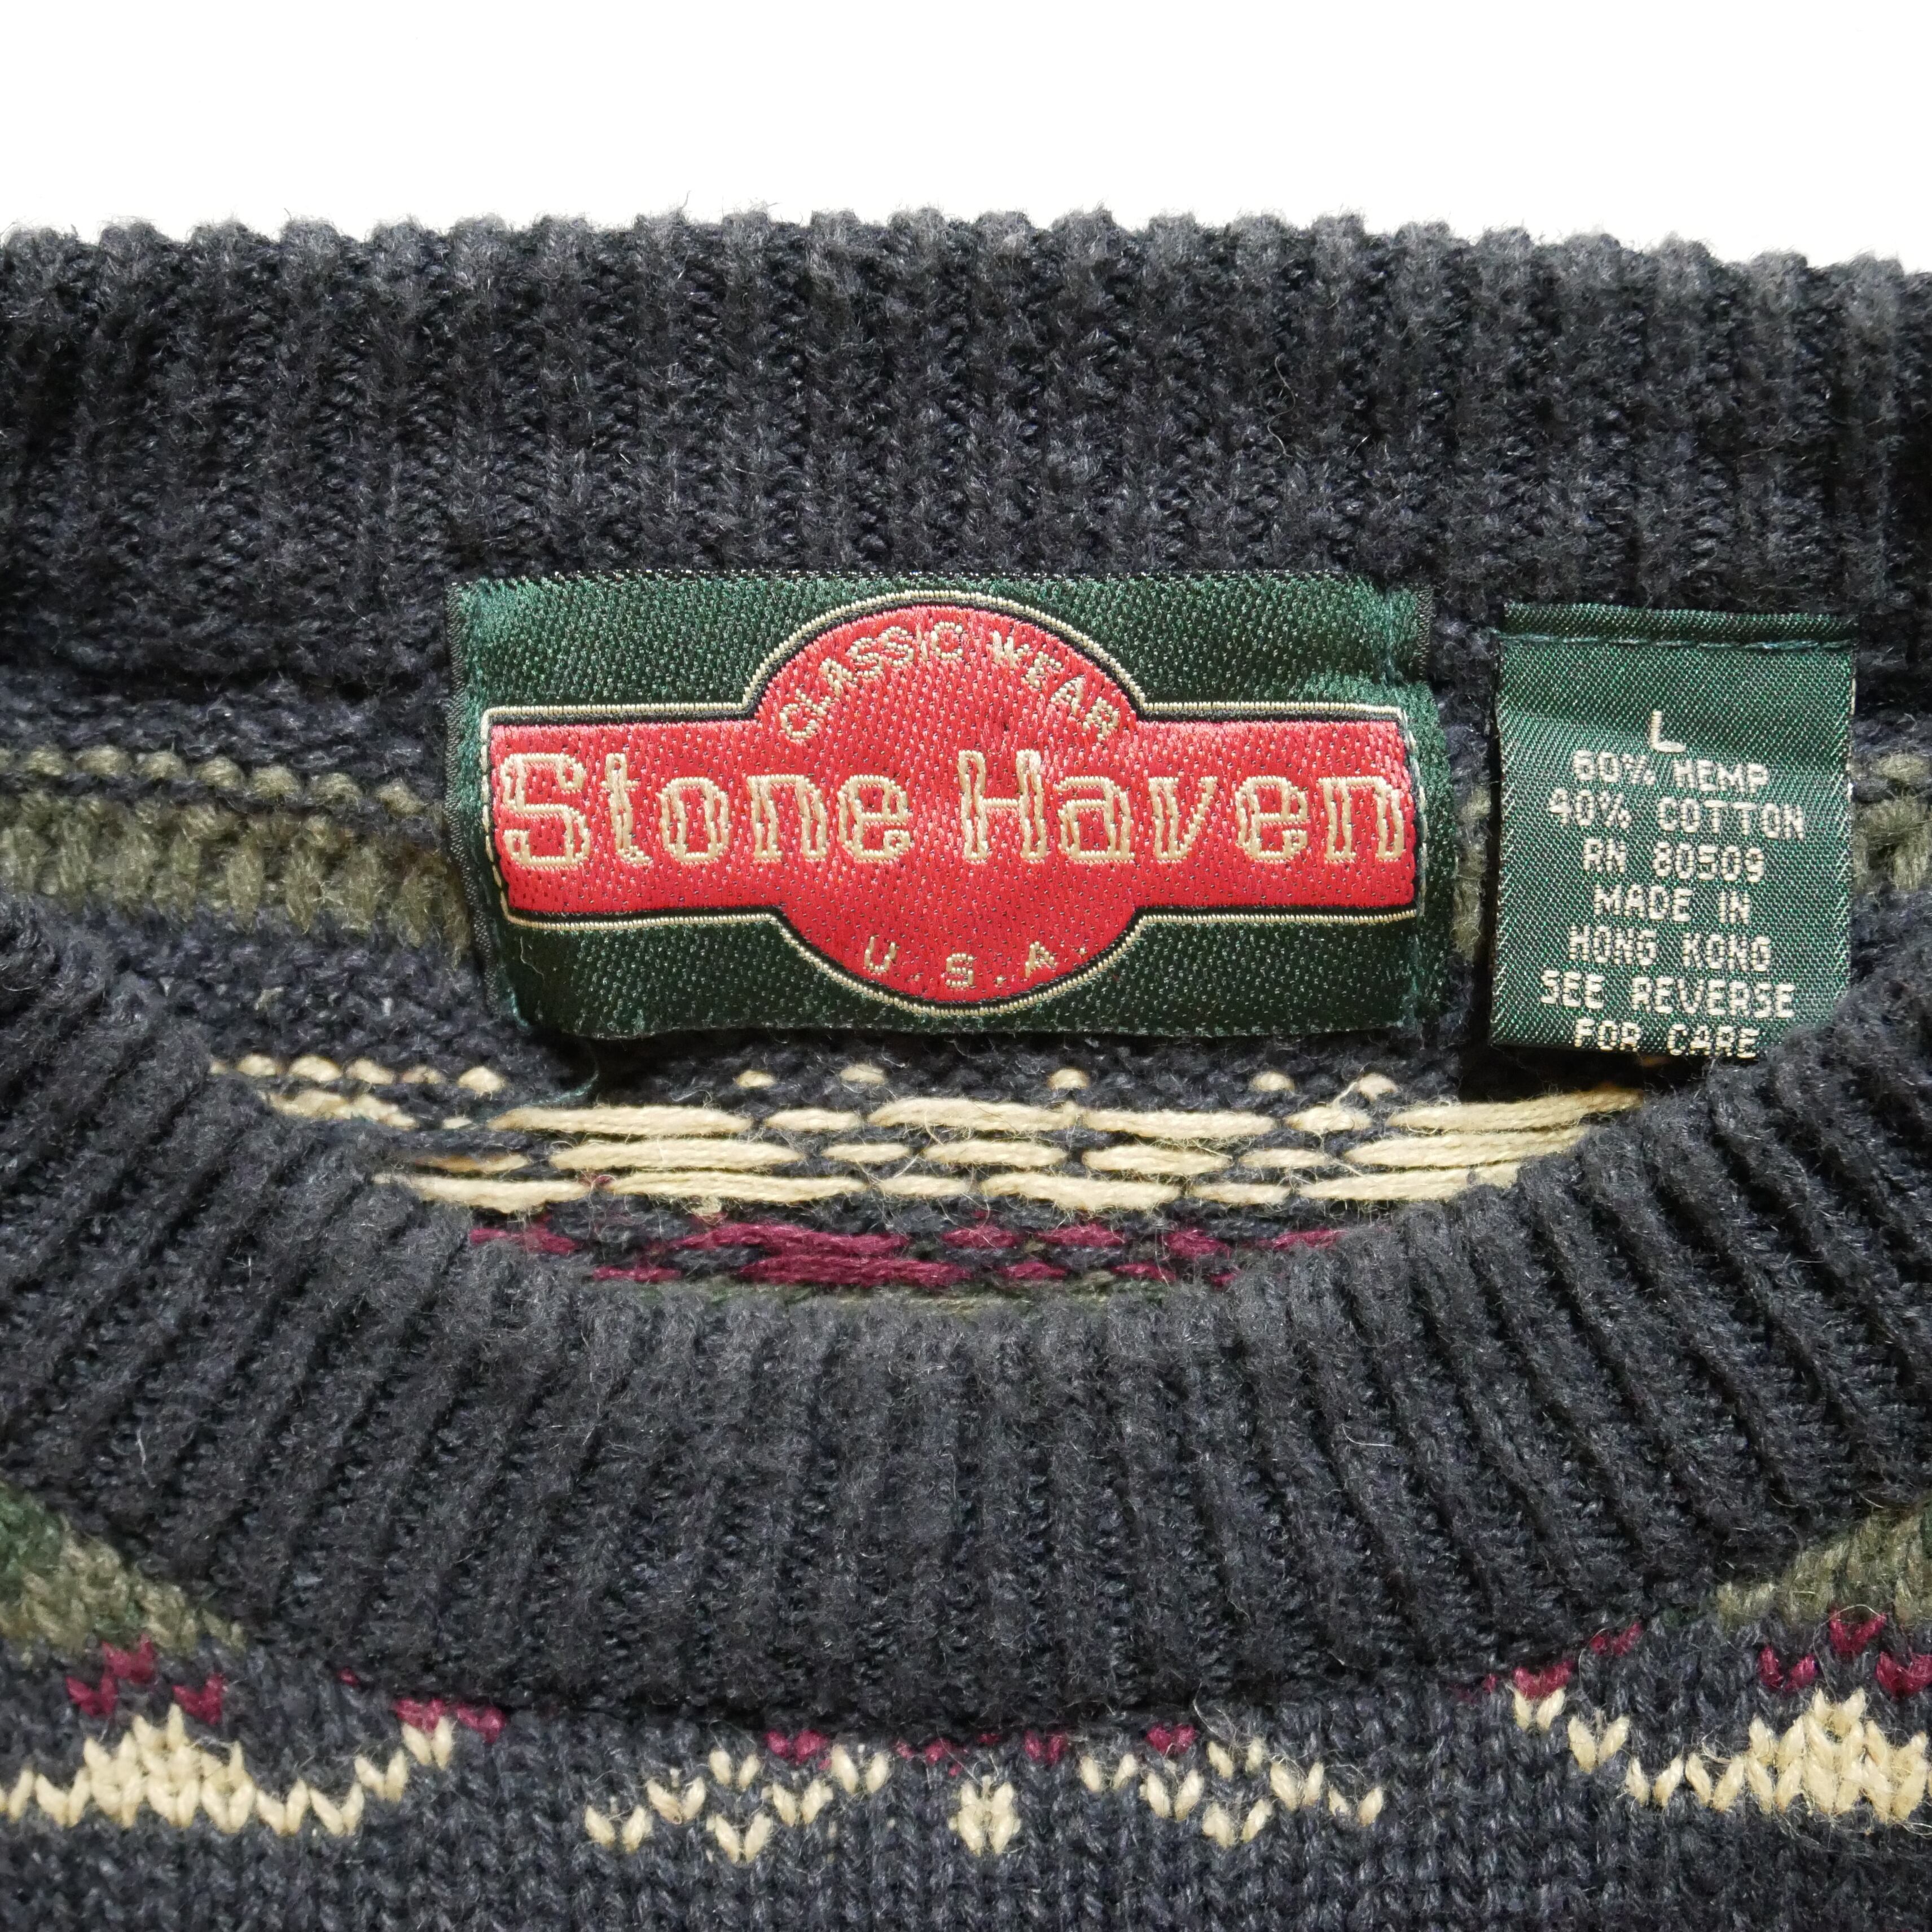 CLASSIC WEAR
Stone Haven
U.S.A.
L
60% HEMP
40% COTTON
RN 80509
MADE IN
HONG KONG
SEE REVERSE
FOR CARE